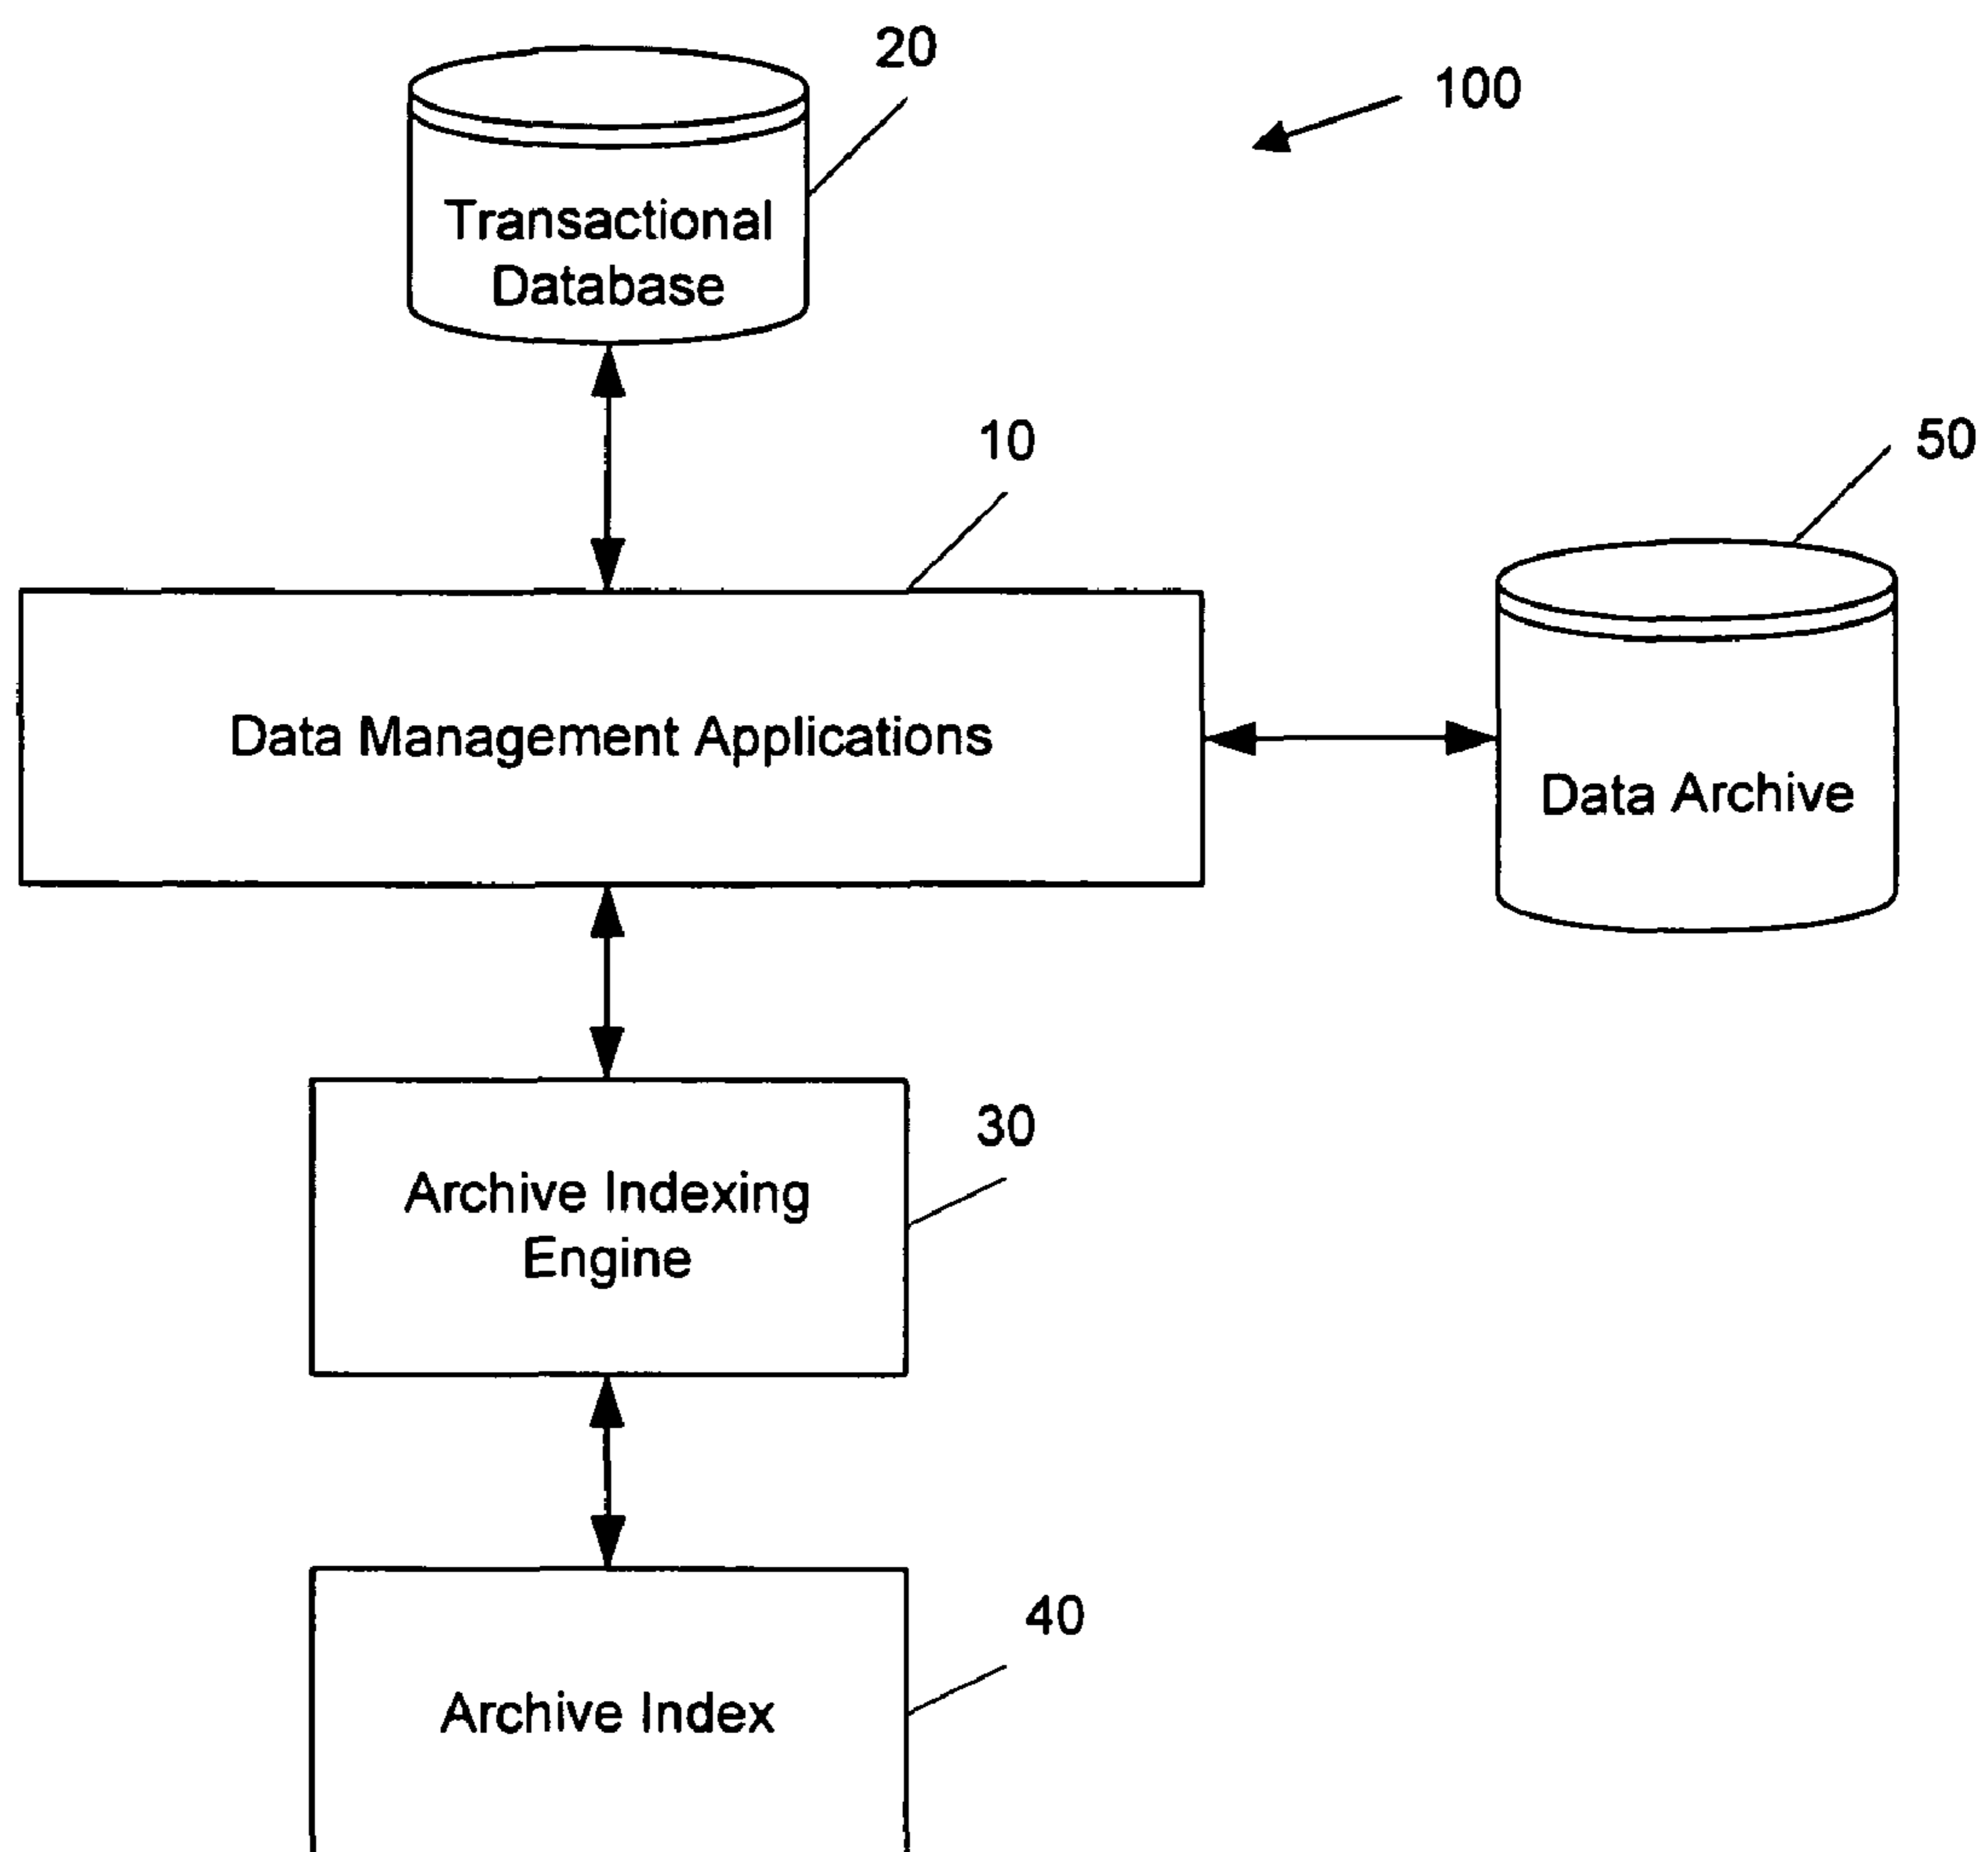 20
100
Transactional
Database
10
50
Data Management Applications
Data Archive
30
Archive Indexing
Engine
40
Archive Index